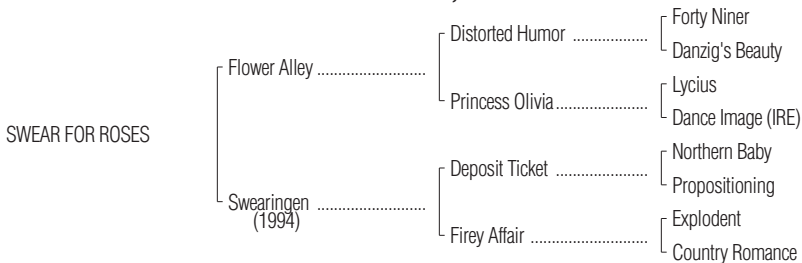 Forty Niner
Distorted Humor ..................
Danzig's Beauty
Flower Alley ..........................
Lycius
Princess Olivia......................
Dance Image (IRE)
SWEAR FOR ROSES
Northern Baby
Deposit Ticket ......................
Propositioning
Swearingen ..........................
(1994)
Explodent
Firey Affair ............................
Country Romance